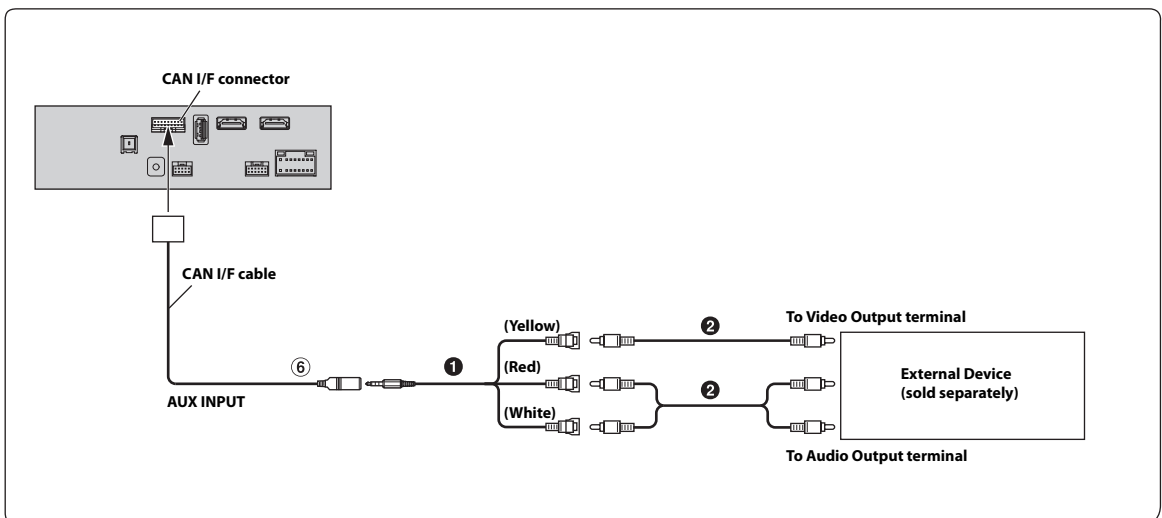 CAN I/F connector
CAN I/F cable
(Yellow)
❷
To Video Output terminal
⑥
❶
(Red)
❷
External Device
(sold separately)
AUX INPUT
(White)
To Audio Output terminal